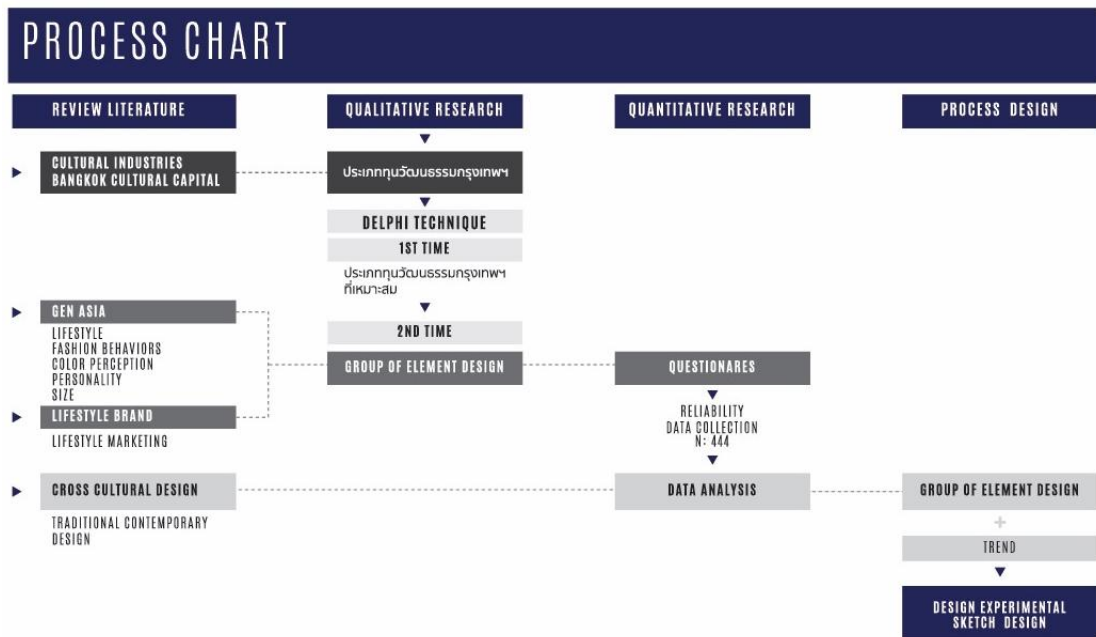 PROCESS CHART
REVIEW LITERATURE
CULTURAL INDUSTRIES
BANGKOK CULTURAL CAPITAL
GEN ASIA
LIFESTYLE
FASHION BEHAVIORS
COLOR PERCEPTION
PERSONALITY
SIZE
LIFESTYLE BRAND
LIFESTYLE MARKETING
CROSS CULTURAL DESIGN
TRADITIONAL CONTEMPORARY
DESIGN
QUALITATIVE RESEARCH
ประเภททุนวัฒนธรรมกรุงเทพฯ
DELPHI TECHNIQUE
1ST TIME
ประเภททุนวัฒนธรรมกรุงเทพฯ
ที่เหมาะสม
2ND TIME
GROUP OF ELEMENT DESIGN
QUANTITATIVE RESEARCH
QUESTIONARES
RELIABILITY
DATA COLLECTION
N: 444
DATA ANALYSIS
PROCESS DESIGN
GROUP OF ELEMENT DESIGN
+
TREND
DESIGN EXPERIMENTAL
SKETCH DESIGN